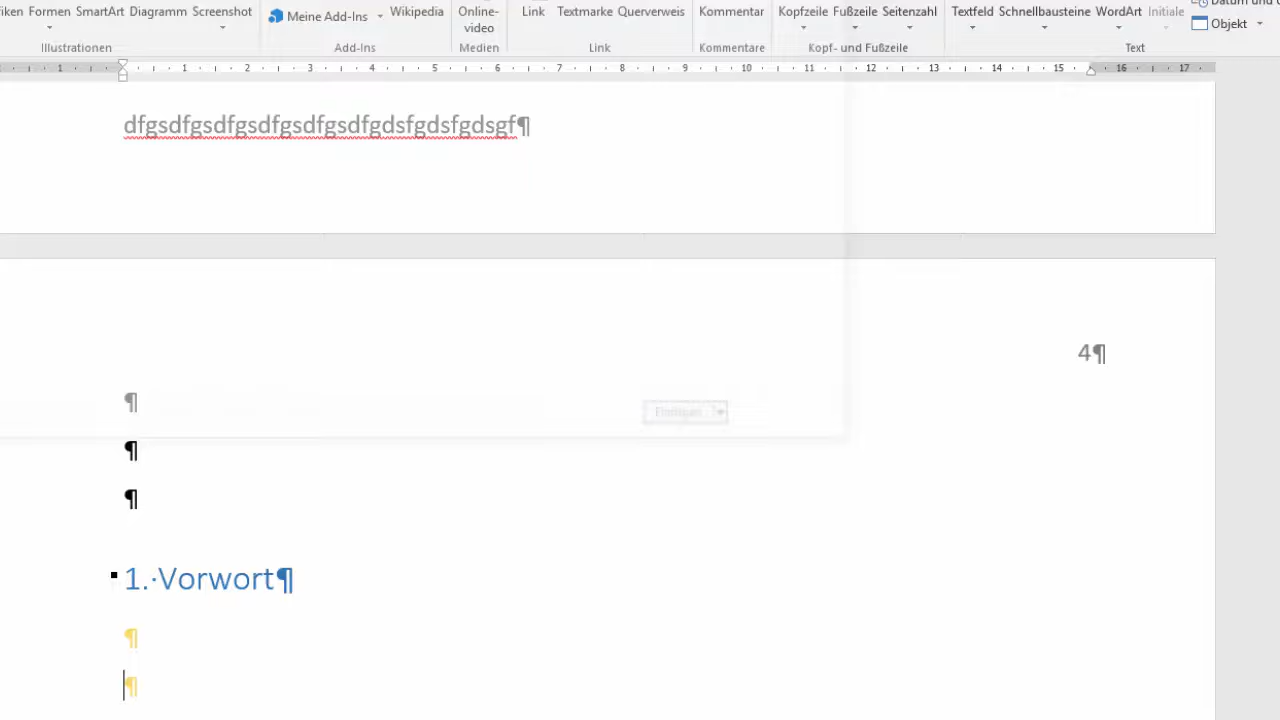 Formen SmartArt Diagramm Screenshot Meine Add-Ins Wikipedia Online- Link Textmarke Querverweis Kommentar Kopfzeile Fußzeile Seitenzahl Textfeld Schnellbausteine WordArt Initiale
video Objekt
Illustrationen Add-Ins Medien Link Kommentare Kopf- und Fußzeile Text
1 1 2 3 4 5 6 7 8 9 10 11 12 13 14 15 16 17
dfgsdfgsdfgsdfgsdfgsdfgdsfgdsfgdsgf¶
4¶
¶
¶
¶
1.·Vorwort¶
¶
¶